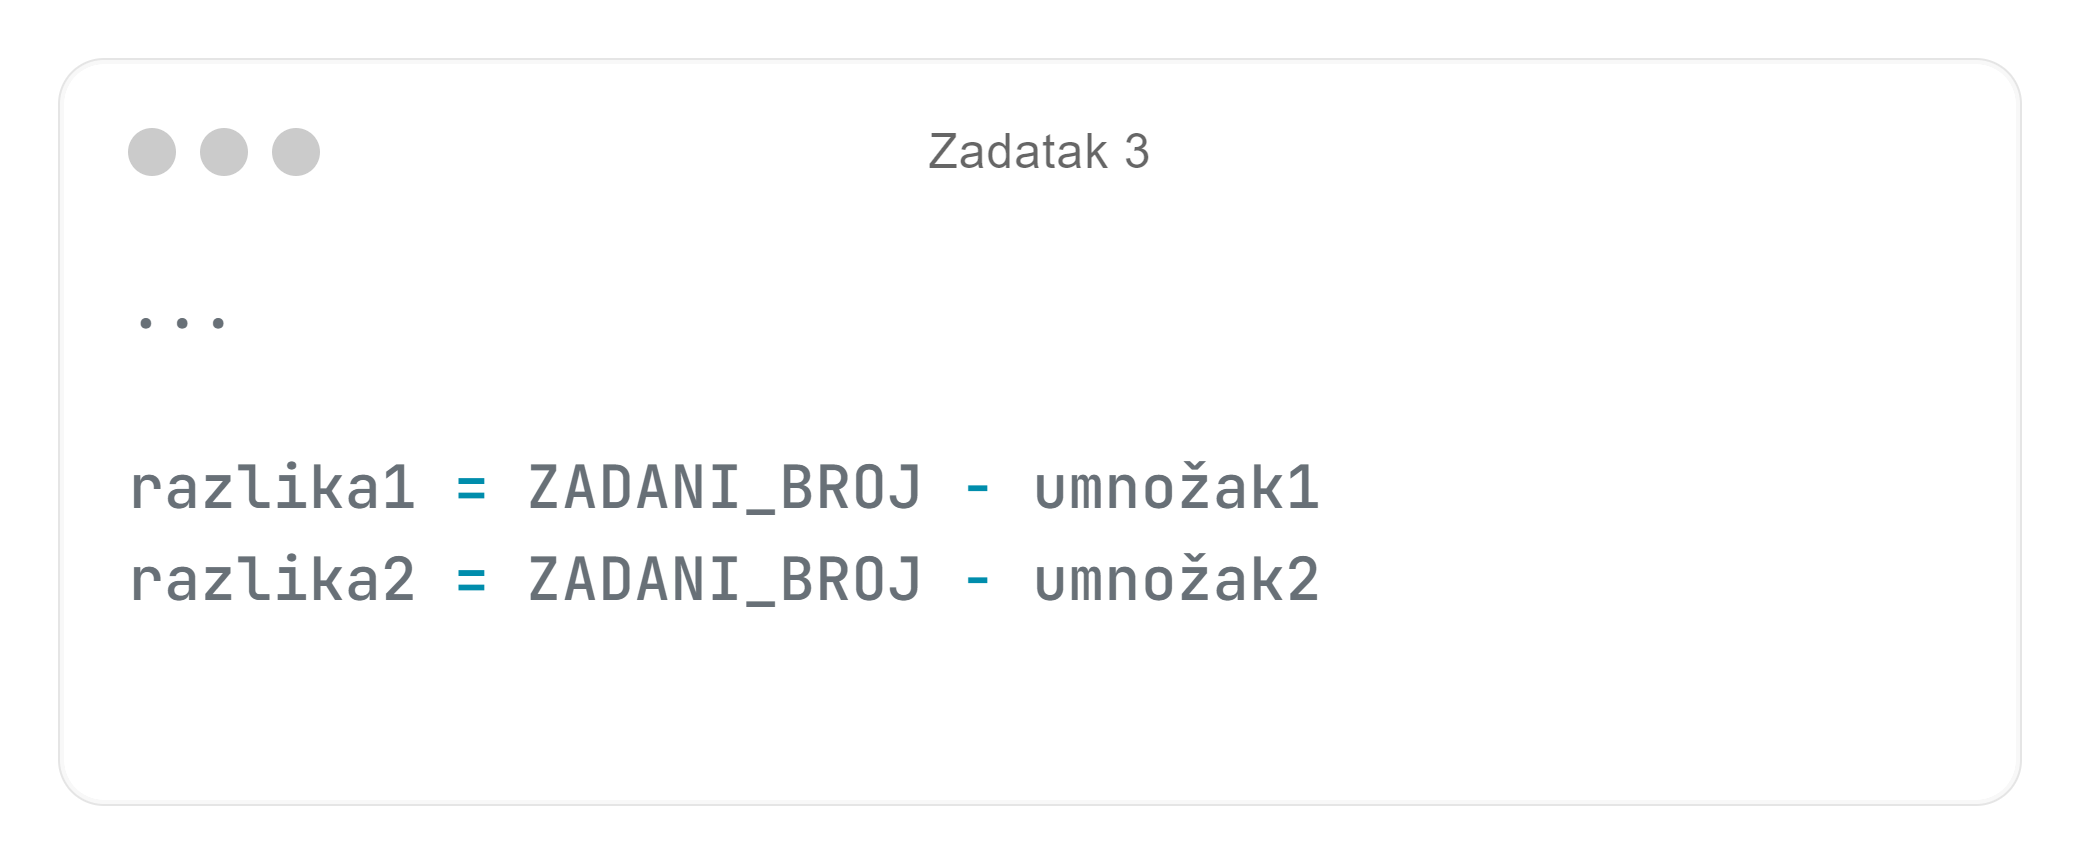 Zadatak 3
...
razlika1 = ZADANI_BROJ - umnožak1
razlika2 = ZADANI_BROJ - umnožak2